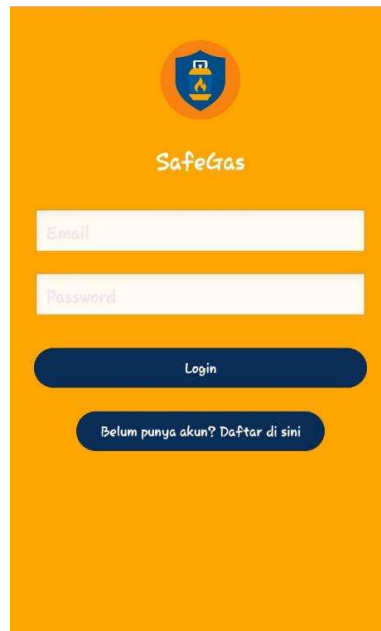 SafeGas
Email
Password
Login
Belum punya akun? Daftar di sini